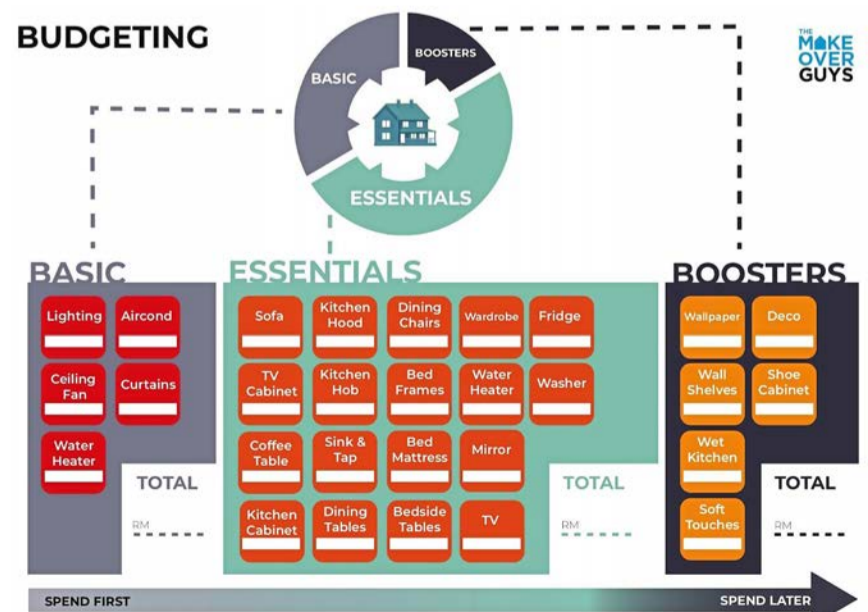 BUDGETING
BOOSTERS
BASIC
ESSENTIALS
THE
MAKE
OVER
GUYS
BASIC
Lighting
Aircond
Ceiling
Fan
Curtains
Water
Heater
TOTAL
RM
ESSENTIALS
Sofa
Kitchen
Hood
Dining
Chairs
Wardrobe
Fridge
TV
Cabinet
Kitchen
Hob
Bed
Frames
Water
Heater
Washer
Coffee
Table
Sink &
Tap
Bed
Mattress
Mirror
Kitchen
Cabinet
Dining
Tables
Bedside
Tables
TV
TOTAL
RM
BOOSTERS
Wallpaper
Deco
Wall
Shelves
Shoe
Cabinet
Wet
Kitchen
Soft
Touches
TOTAL
RM
SPEND FIRST
SPEND LATER